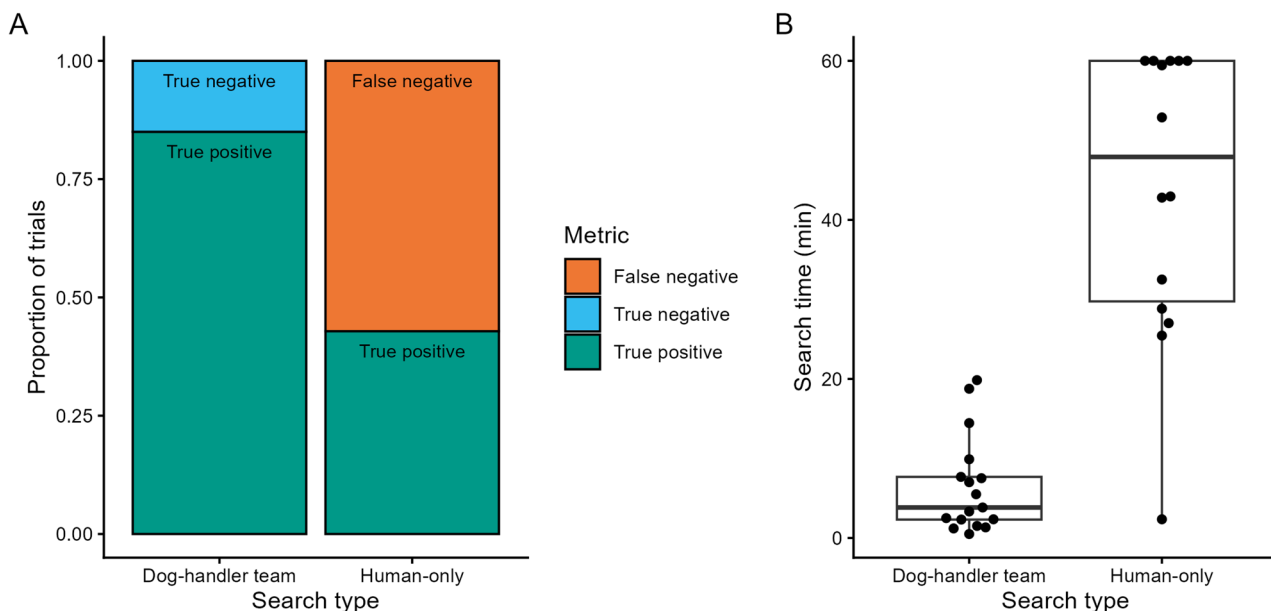 A
Proportion of trials
1.00
0.75
0.50
0.25
0.00
True negative
True positive
False negative
True positive
Dog-handler team
Human-only
Search type
Metric
False negative
True negative
True positive
B
Search time (min)
60
40
20
0
Dog-handler team
Human-only
Search type